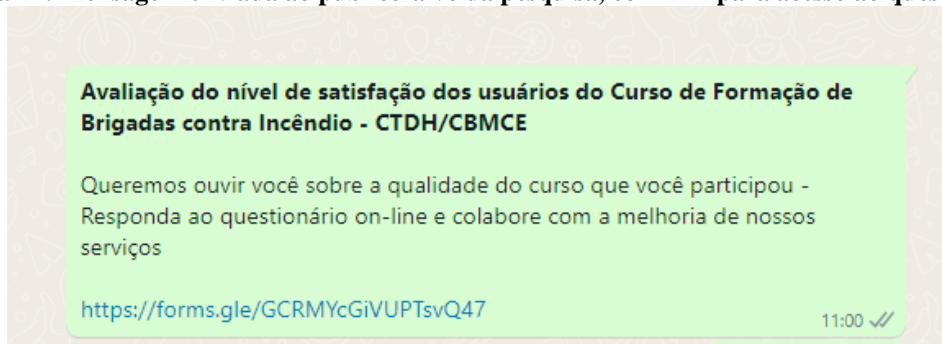 Avaliação do nível de satisfação dos usuários do Curso de Formação de
Brigadas contra Incêndio - CTDH/CBMCE
Queremos ouvir você sobre a qualidade do curso que você participou -
Responda ao questionário on-line e colabore com a melhoria de nossos
serviços
https://forms.gle/GCRMYcGiVUPTsvQ47
11:00